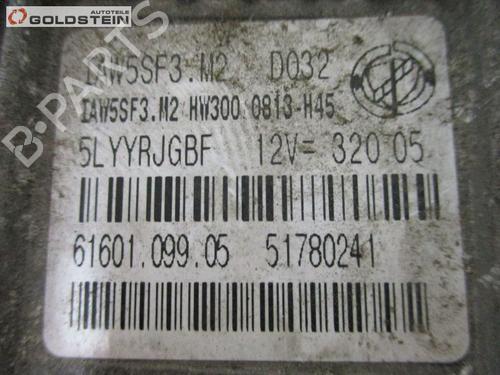 AUTOTEILE
GOLDSTEIN
B-PARTS
IAW5SF3.M2 D032
IAW5SF3.M2 HW300 0813-H45
5LYYRJGBF 12V= 320 05
61601.099.05 51780241